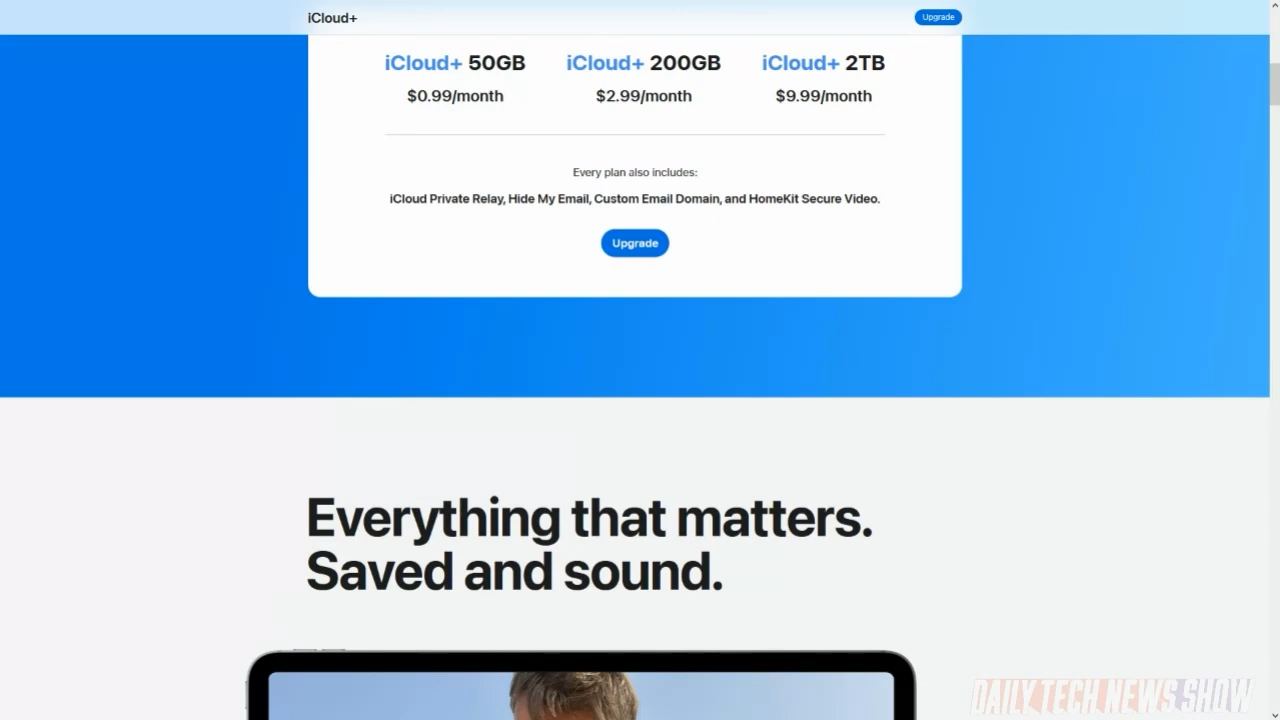 iCloud+
Upgrade
iCloud+ 50GB
$0.99/month
iCloud+ 200GB
$2.99/month
iCloud+ 2TB
$9.99/month
Every plan also includes:
iCloud Private Relay, Hide My Email, Custom Email Domain, and HomeKit Secure Video.
Upgrade
Everything that matters.
Saved and sound.
DAILY TECH NEWS SHOW